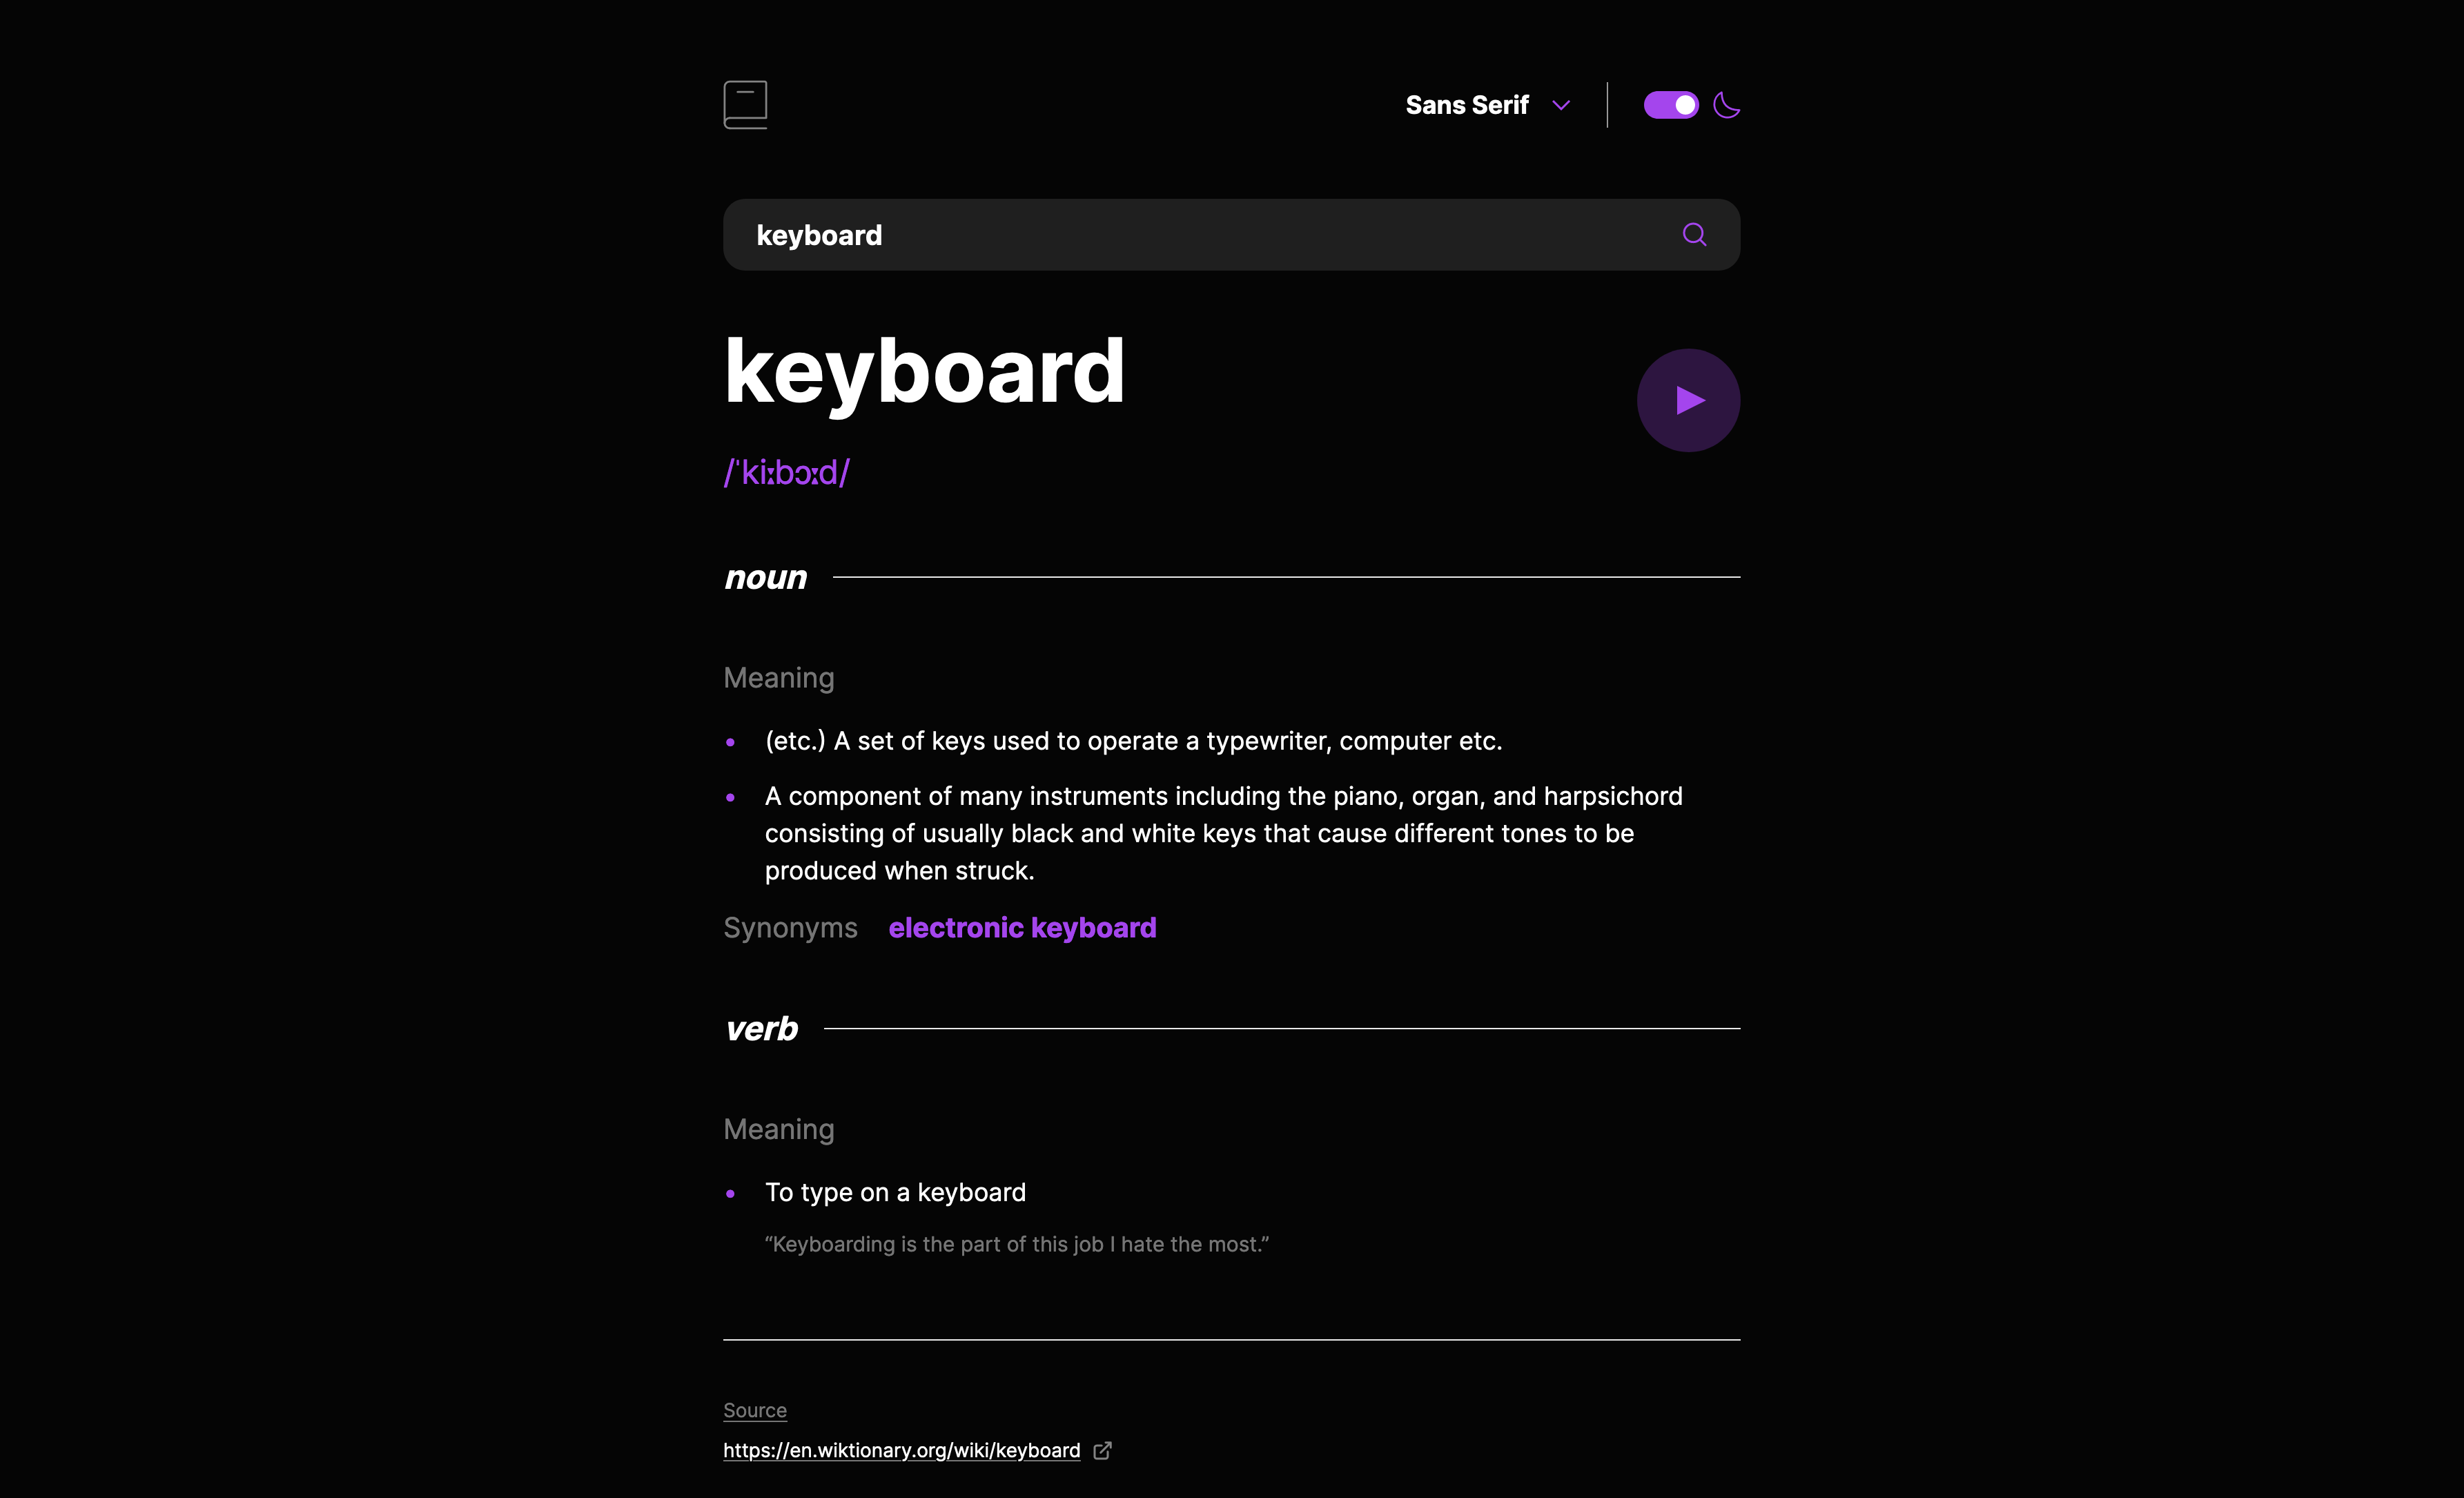 Sans Serif
keyboard
keyboard
/ˈkiːbɔːd/
noun
Meaning
(etc.) A set of keys used to operate a typewriter, computer etc.
A component of many instruments including the piano, organ, and harpsichord
consisting of usually black and white keys that cause different tones to be
produced when struck.
Synonyms electronic keyboard
verb
Meaning
To type on a keyboard
“Keyboarding is the part of this job I hate the most.”
Source
https://en.wiktionary.org/wiki/keyboard